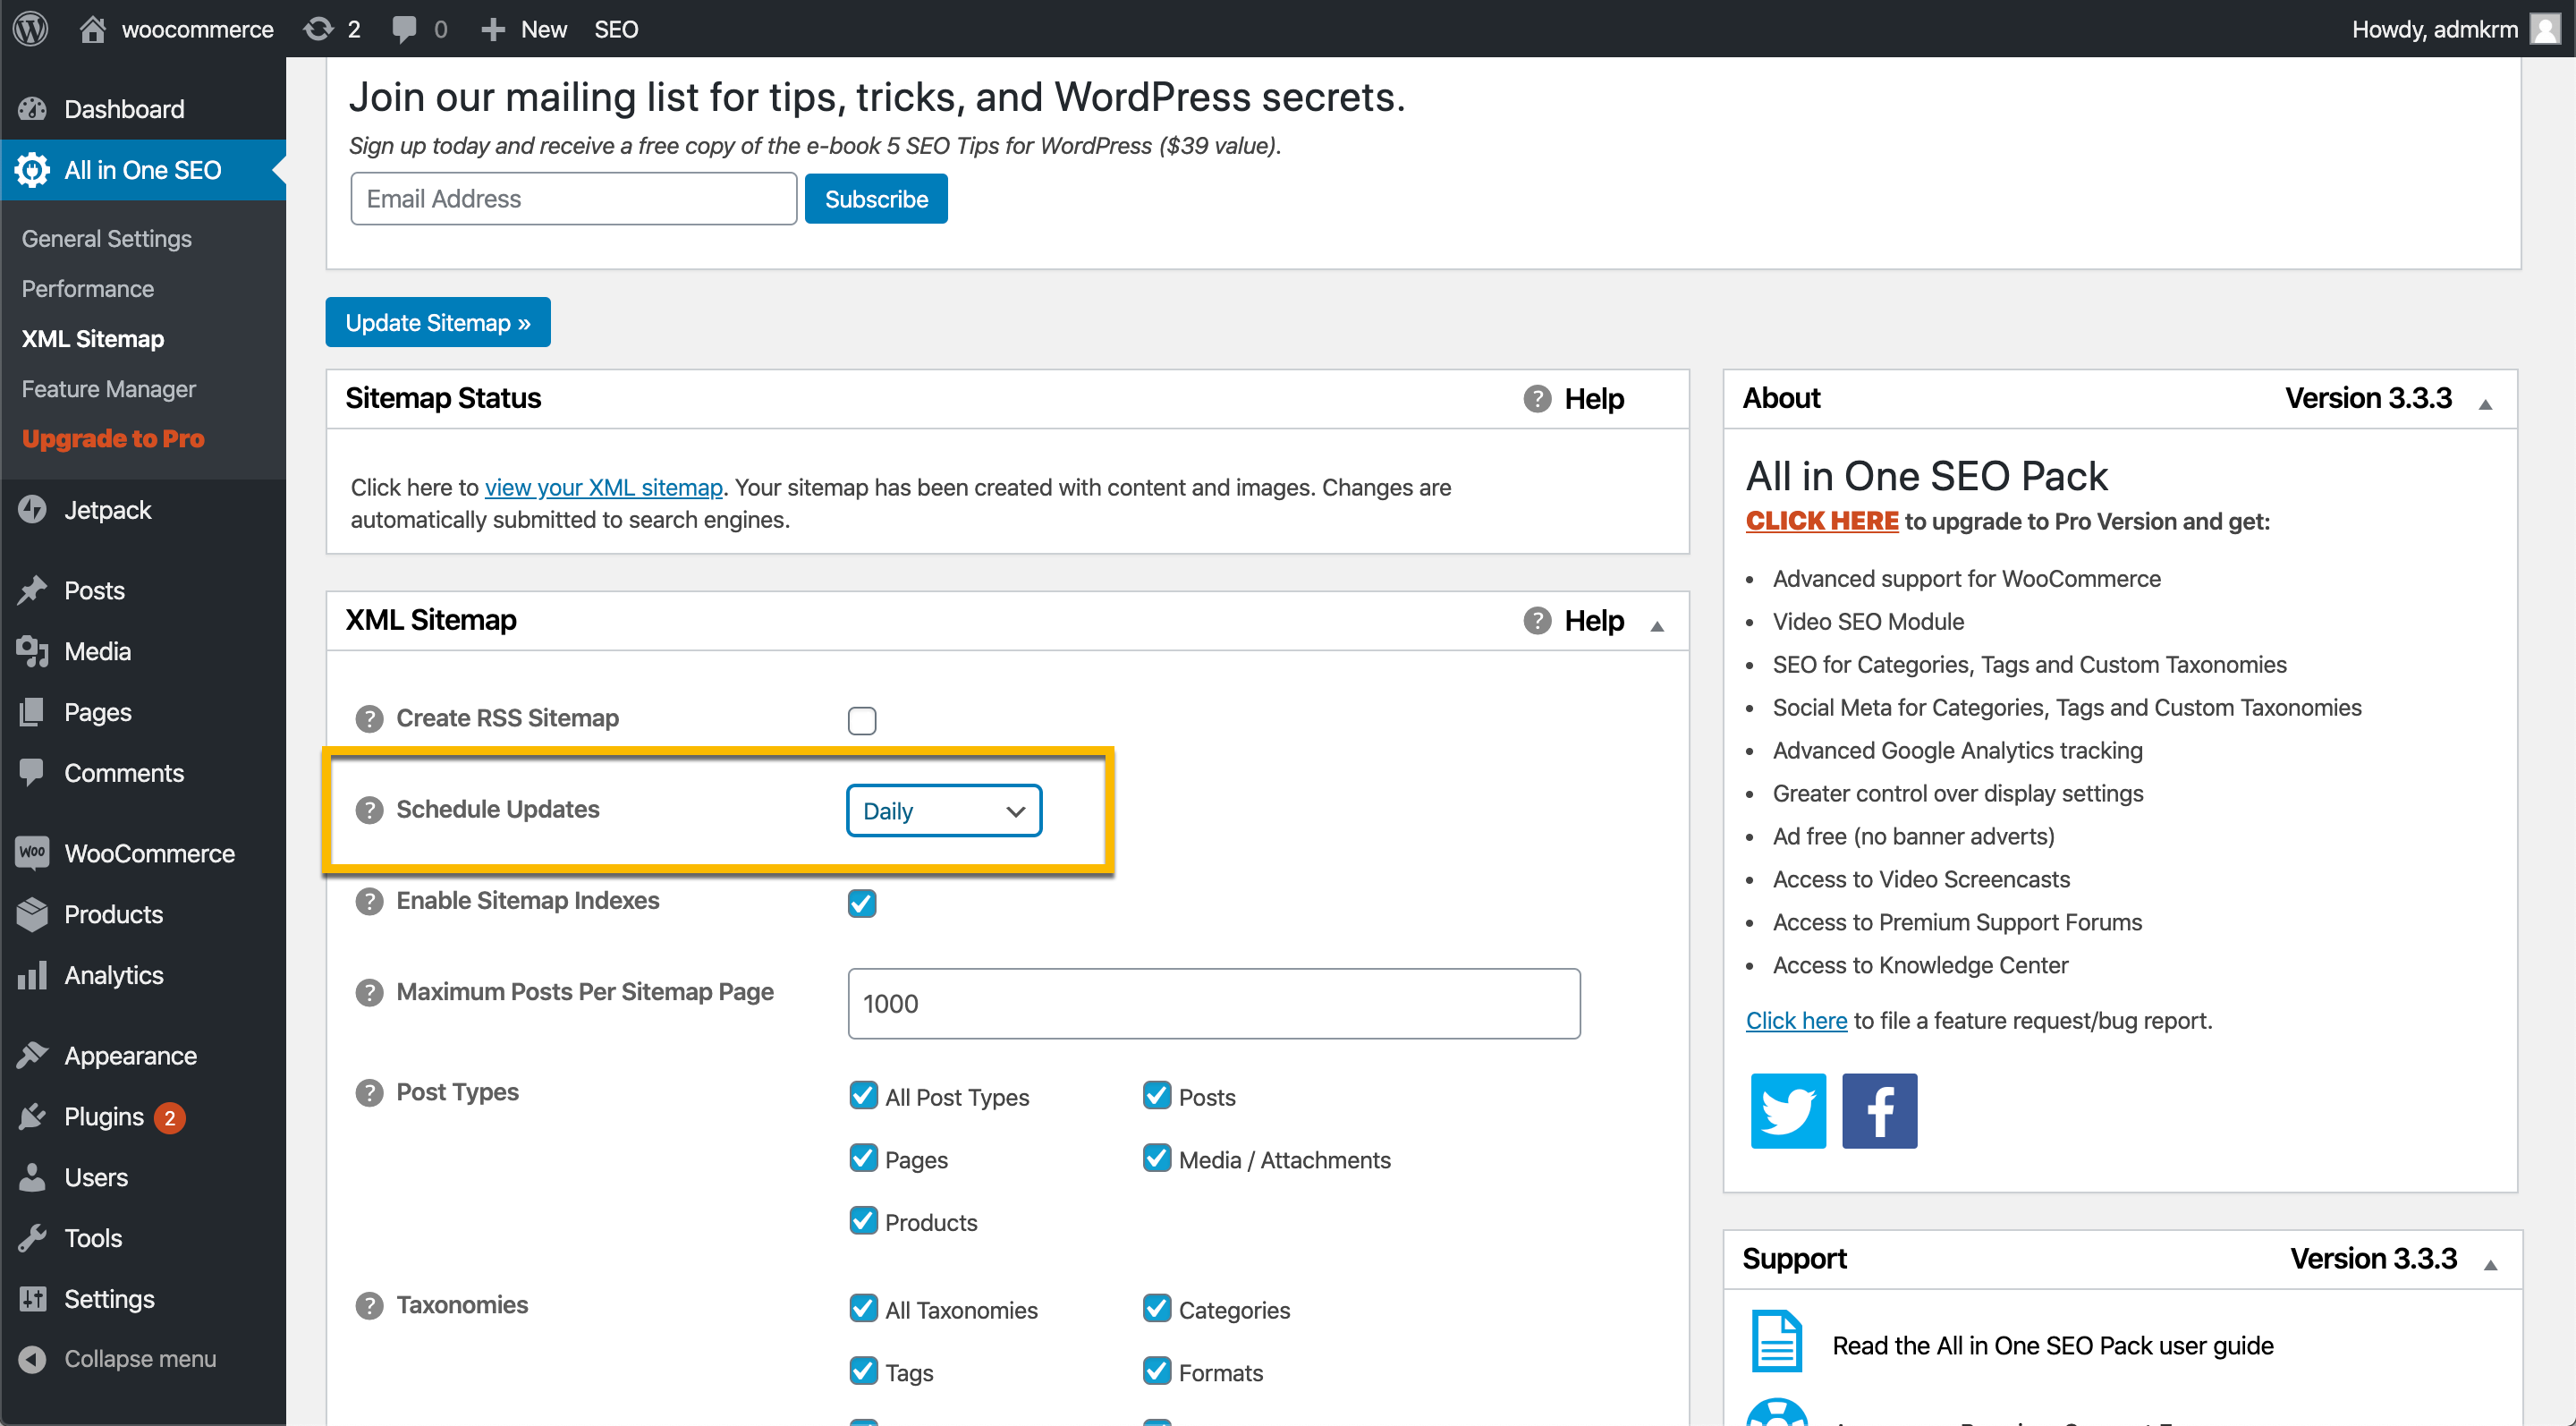 woocommerce 2 0 New SEO Howdy, admkrm
Dashboard
All in One SEO
General Settings
Performance
XML Sitemap
Feature Manager
Upgrade to Pro
Jetpack
Posts
Media
Pages
Comments
Woo WooCommerce
Products
Analytics
Appearance
Plugins 2
Users
Tools
Settings
Collapse menu
Join our mailing list for tips, tricks, and WordPress secrets.
Sign up today and receive a free copy of the e-book 5 SEO Tips for WordPress ($39 value).
Email Address Subscribe
Update Sitemap »
Sitemap Status ? Help
Click here to view your XML sitemap. Your sitemap has been created with content and images. Changes are
automatically submitted to search engines.
XML Sitemap ? Help
? Create RSS Sitemap
? Schedule Updates Daily
? Enable Sitemap Indexes
? Maximum Posts Per Sitemap Page 1000
? Post Types All Post Types Posts
Pages Media / Attachments
Products
? Taxonomies All Taxonomies Categories
Tags Formats
About Version 3.3.3
All in One SEO Pack
CLICK HERE to upgrade to Pro Version and get:
• Advanced support for WooCommerce
• Video SEO Module
• SEO for Categories, Tags and Custom Taxonomies
• Social Meta for Categories, Tags and Custom Taxonomies
• Advanced Google Analytics tracking
• Greater control over display settings
• Ad free (no banner adverts)
• Access to Video Screencasts
• Access to Premium Support Forums
• Access to Knowledge Center
Click here to file a feature request/bug report.
Support Version 3.3.3
Read the All in One SEO Pack user guide